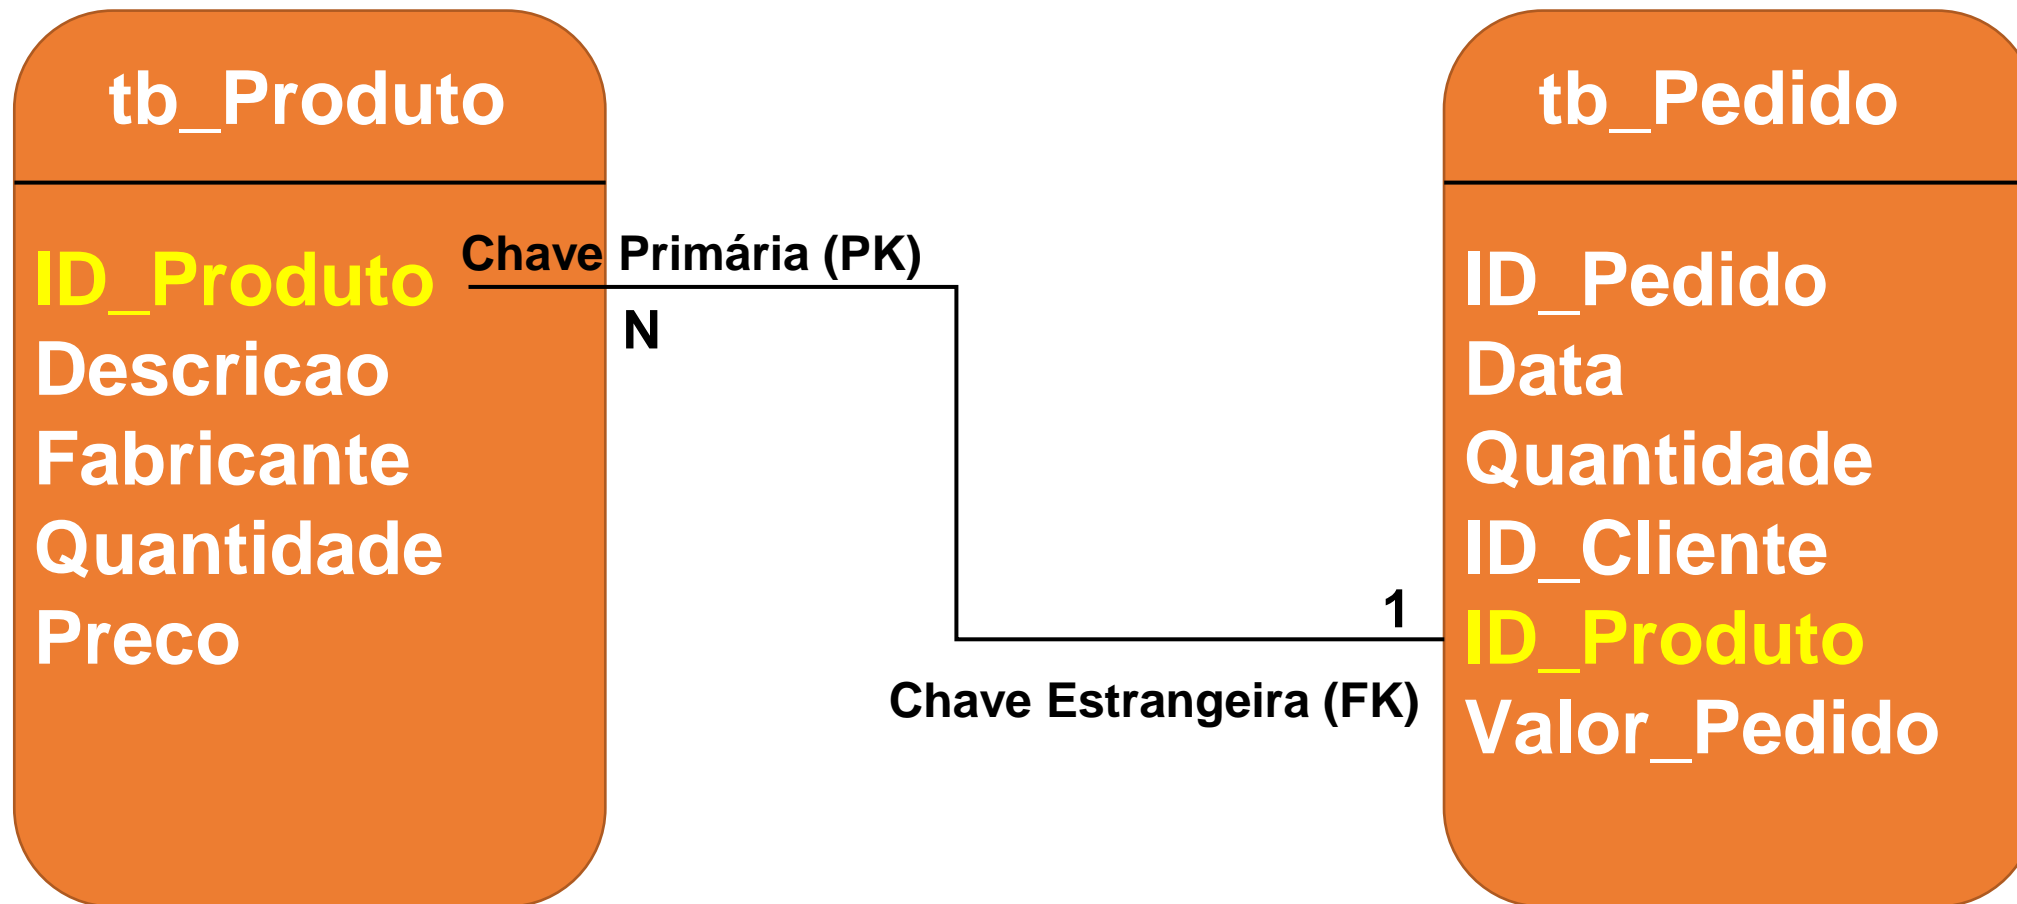 tb_Produto
ID_Produto
Descricao
Fabricante
Quantidade
Preco
Chave Primária (PK)
N
1
Chave Estrangeira (FK)
tb_Pedido
ID_Pedido
Data
Quantidade
ID_Cliente
ID_Produto
Valor_Pedido